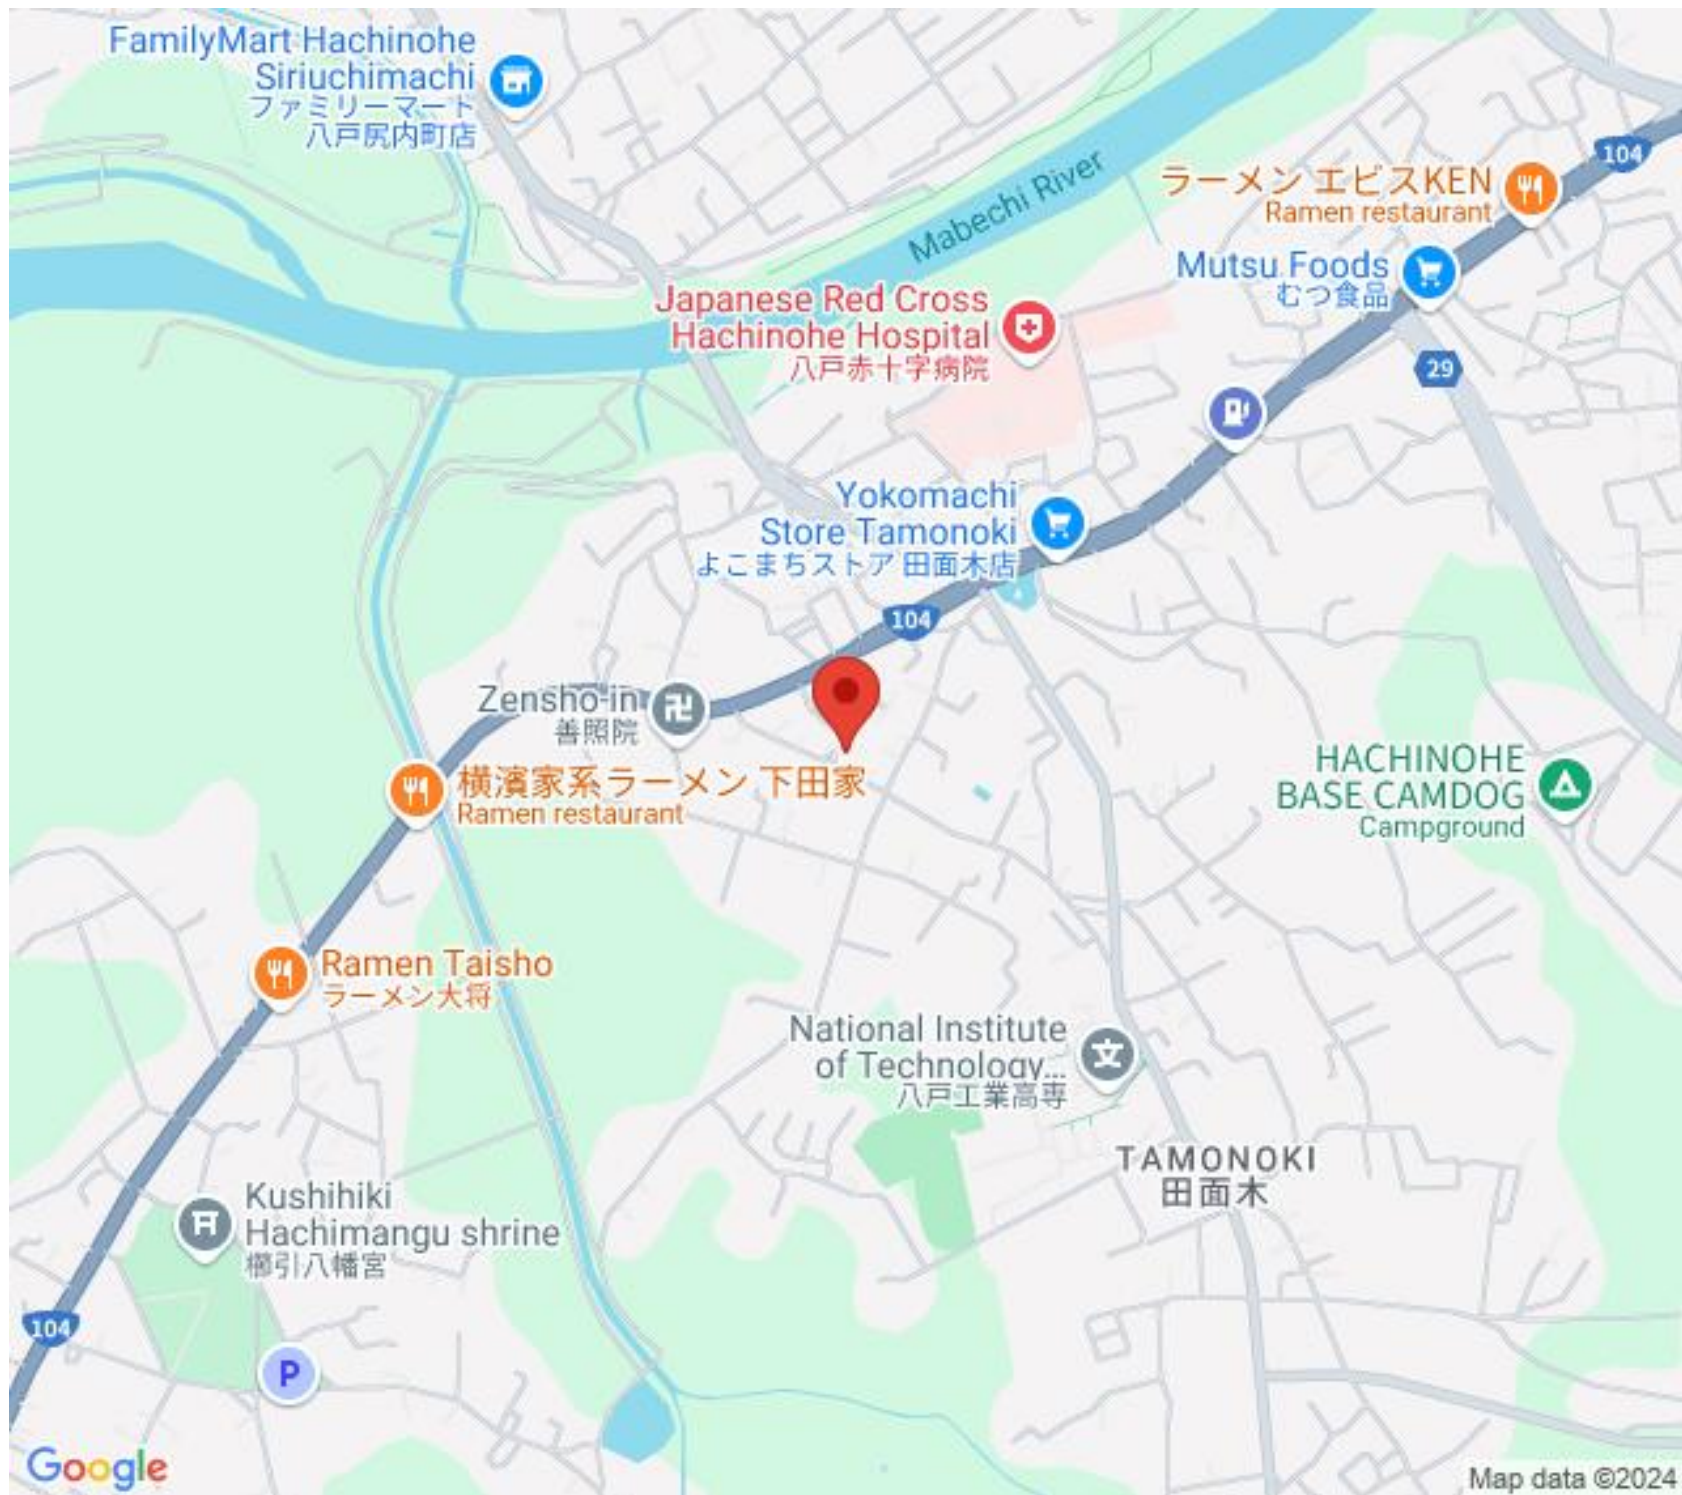 FamilyMart Hachinohe
Siriuchimachi
ファミリーマート
八戸尻内町店
104
ラーメン エビスKEN
Ramen restaurant
Mabechi River
Mutsu Foods
むつ食品
Japanese Red Cross
Hachinohe Hospital
八戸赤十字病院
29
Yokomachi
Store Tamonoki
よこまちストア 田面木店
104
Zensho-in
善照院
卍
横濱家系ラーメン 下田家
Ramen restaurant
HACHINOHE
BASE CAMDOG
Campground
Ramen Taisho
ラーメン大将
National Institute
of Technology...
八戸工業高専
文
TAMONOKI
田面木
Kushihiki
Hachimangu shrine
櫛引八幡宮
104
P
Google
Map data ©2024